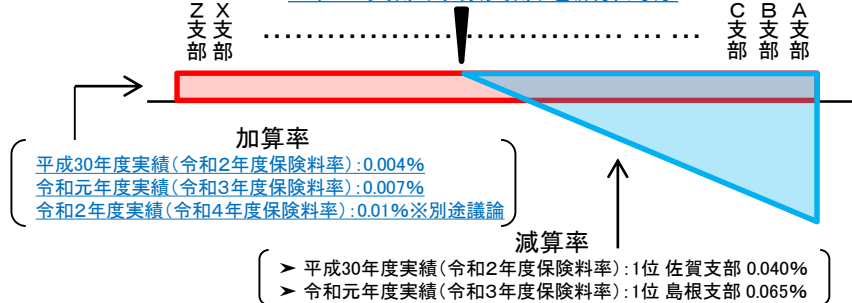 Z支部 X支部 ………………………………………… … … C支部 B支部 A支部
加算率
平成30年度実績(令和2年度保険料率):0.004%
令和元年度実績(令和3年度保険料率):0.007%
令和2年度実績(令和4年度保険料率):0.01%※別途議論
減算率
➤ 平成30年度実績(令和2年度保険料率):1位 佐賀支部 0.040%
➤ 令和元年度実績(令和3年度保険料率):1位 島根支部 0.065%